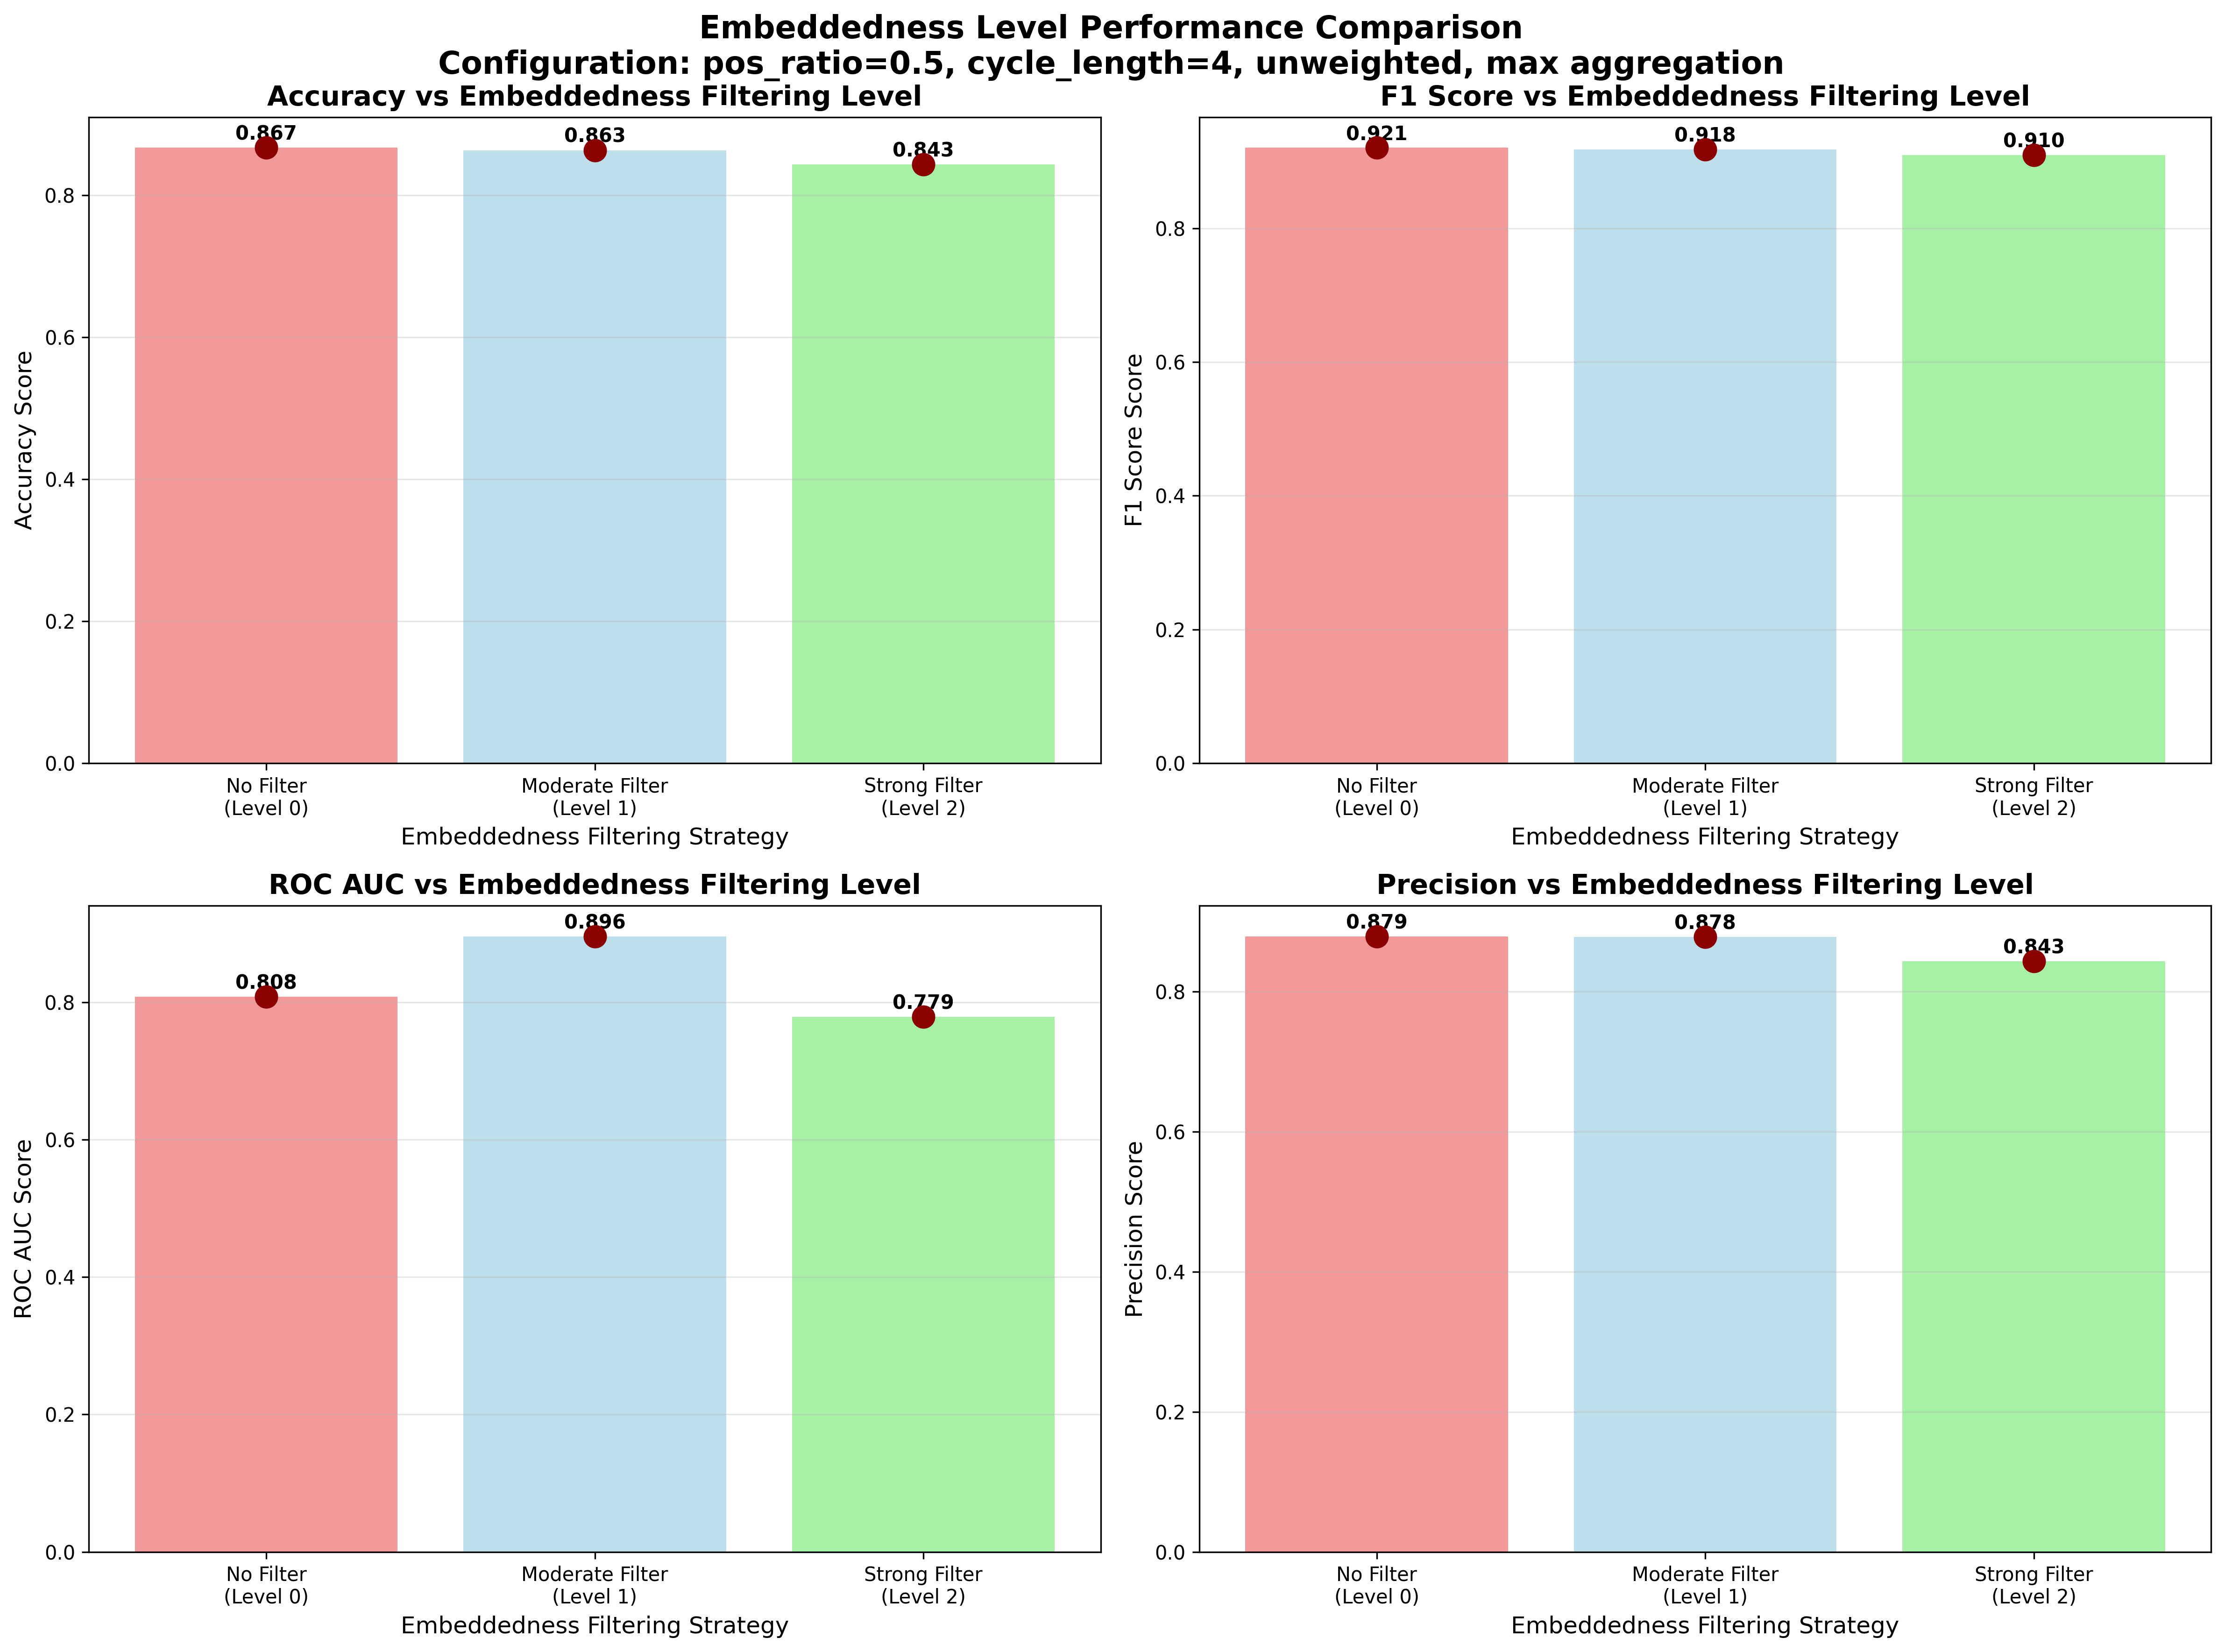 Embeddedness Level Performance Comparison
Configuration: pos_ratio=0.5, cycle_length=4, unweighted, max aggregation
Accuracy vs Embeddedness Filtering Level
0.867
0.863
0.843
0.8
0.6
0.4
0.2
0.0
Accuracy Score
No Filter
(Level 0)
Moderate Filter
(Level 1)
Strong Filter
(Level 2)
Embeddedness Filtering Strategy
F1 Score vs Embeddedness Filtering Level
0.921
0.918
0.910
0.8
0.6
0.4
0.2
0.0
F1 Score Score
No Filter
(Level 0)
Moderate Filter
(Level 1)
Strong Filter
(Level 2)
Embeddedness Filtering Strategy
ROC AUC vs Embeddedness Filtering Level
0.808
0.896
0.779
0.8
0.6
0.4
0.2
0.0
ROC AUC Score
No Filter
(Level 0)
Moderate Filter
(Level 1)
Strong Filter
(Level 2)
Embeddedness Filtering Strategy
Precision vs Embeddedness Filtering Level
0.879
0.878
0.843
0.8
0.6
0.4
0.2
0.0
Precision Score
No Filter
(Level 0)
Moderate Filter
(Level 1)
Strong Filter
(Level 2)
Embeddedness Filtering Strategy